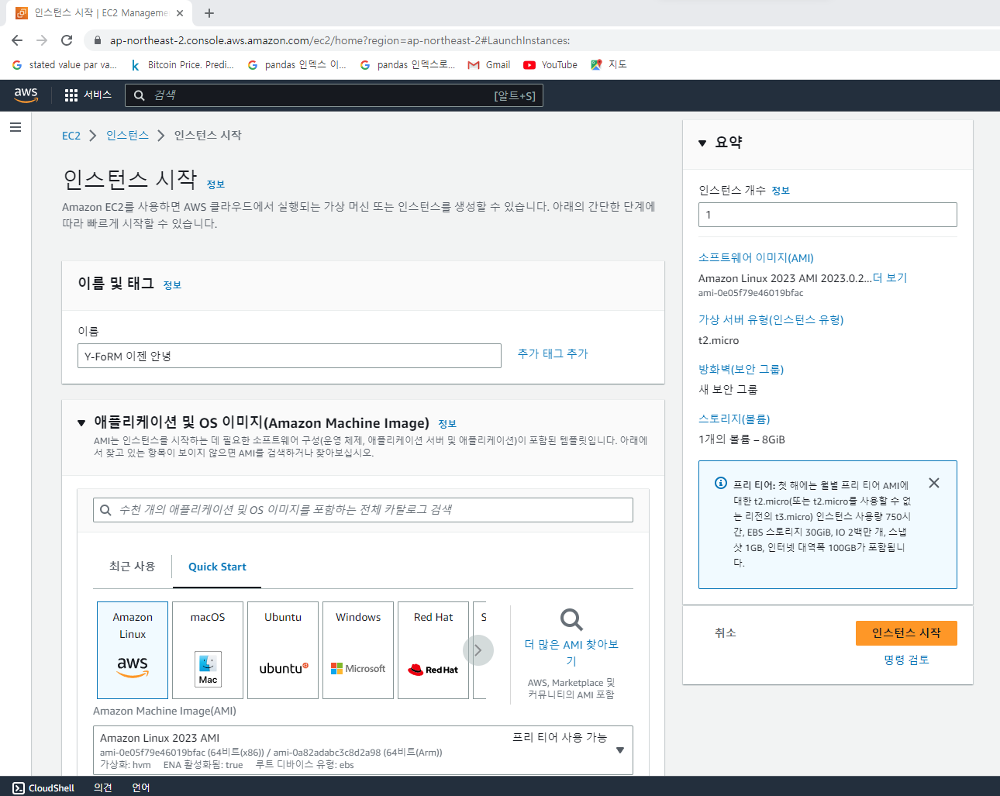 인스턴스 시작 | EC2 Manageme
ap-northeast-2.console.aws.amazon.com/ec2/home?region=ap-northeast-2#LaunchInstances:
stated value par va...
Bitcoin Price. Predi...
pandas 인덱스 이...
pandas 인덱스로...
Gmail
YouTube
지도
aws
서비스
검색
[알트+S]
EC2 > 인스턴스 > 인스턴스 시작
인스턴스 시작 정보
Amazon EC2를 사용하면 AWS 클라우드에서 실행되는 가상 머신 또는 인스턴스를 생성할 수 있습니다. 아래의 간단한 단계에
따라 빠르게 시작할 수 있습니다.
이름 및 태그 정보
이름
Y-FoRM 이젠 안녕
추가 태그 추가
애플리케이션 및 OS 이미지(Amazon Machine Image) 정보
AMI는 인스턴스를 시작하는 데 필요한 소프트웨어 구성(운영 체제, 애플리케이션 서버 및 애플리케이션)이 포함된 템플릿입니다. 아래에
서 찾고 있는 항목이 보이지 않으면 AMI를 검색하거나 찾아보십시오.
수천 개의 애플리케이션 및 OS 이미지를 포함하는 전체 카탈로그 검색
최근 사용
Quick Start
Amazon
Linux
aws
macOS
Mac
Ubuntu
ubuntu
Windows
Microsoft
Red Hat
Red Hat
S
더 많은 AMI 찾아보
기
AWS, Marketplace 및
커뮤니티의 AMI 포함
Amazon Machine Image(AMI)
Amazon Linux 2023 AMI
프리 티어 사용 가능
ami-0e05f79e46019bfac (64비트(x86)) / ami-0a82adabc3c8d2a98 (64비트(Arm))
가상화: hvm ENA 활성화됨: true 루트 디바이스 유형: ebs
요약
인스턴스 개수 정보
1
소프트웨어 이미지(AMI)
Amazon Linux 2023 AMI 2023.0.2...더 보기
ami-0e05f79e46019bfac
가상 서버 유형(인스턴스 유형)
t2.micro
방화벽(보안 그룹)
새 보안 그룹
스토리지(볼륨)
1개의 볼륨 – 8GiB
프리 티어: 첫 해에는 월별 프리 티어 AMI에
대한 t2.micro(또는 t2.micro를 사용할 수 없
는 리전의 t3.micro) 인스턴스 사용량 750시
간, EBS 스토리지 30GiB, IO 2백만 개, 스냅
샷 1GB, 인터넷 대역폭 100GB가 포함됩니
다.
취소
인스턴스 시작
명령 검토
CloudShell
의견
언어